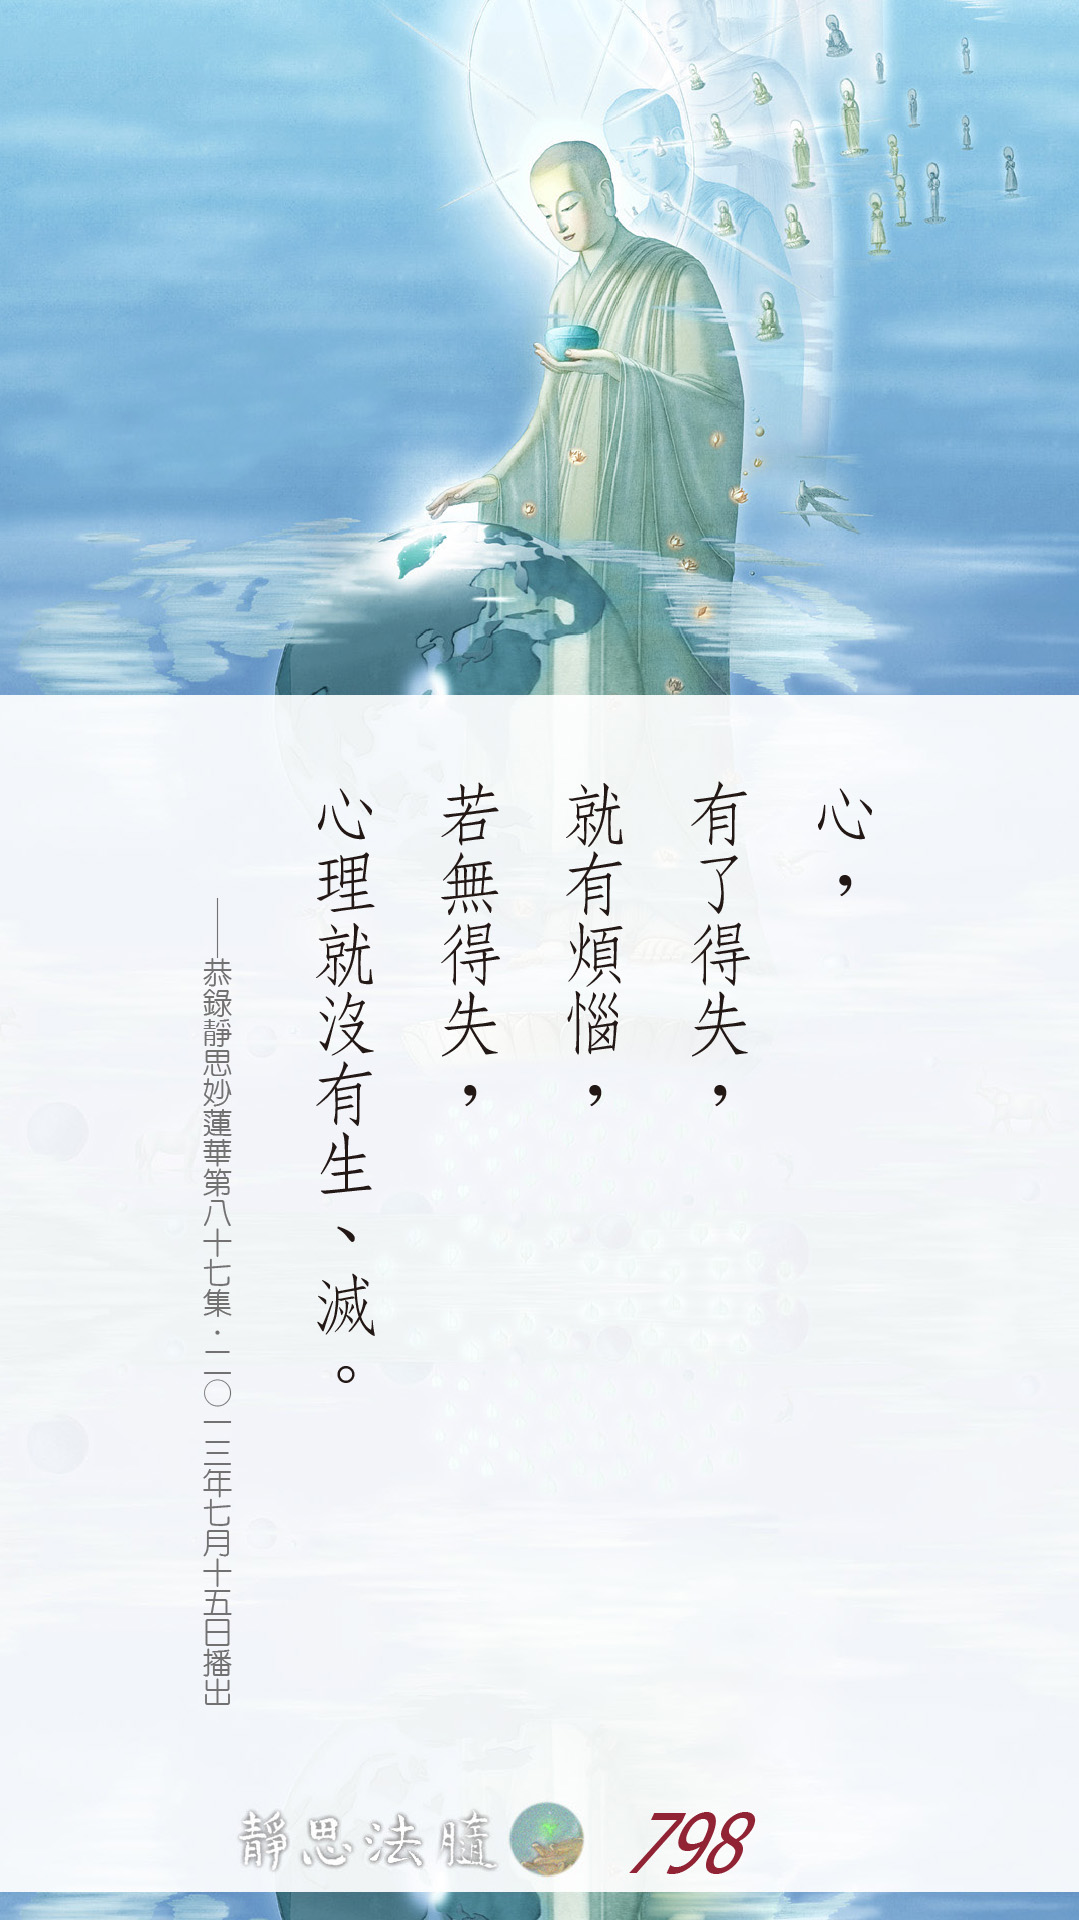 心，
有了得失，
就有煩惱，
若無得失，
心理就沒有生、滅。
——恭錄靜思妙蓮華第八十七集．二〇一三年七月十五日播出
靜思法髓
798